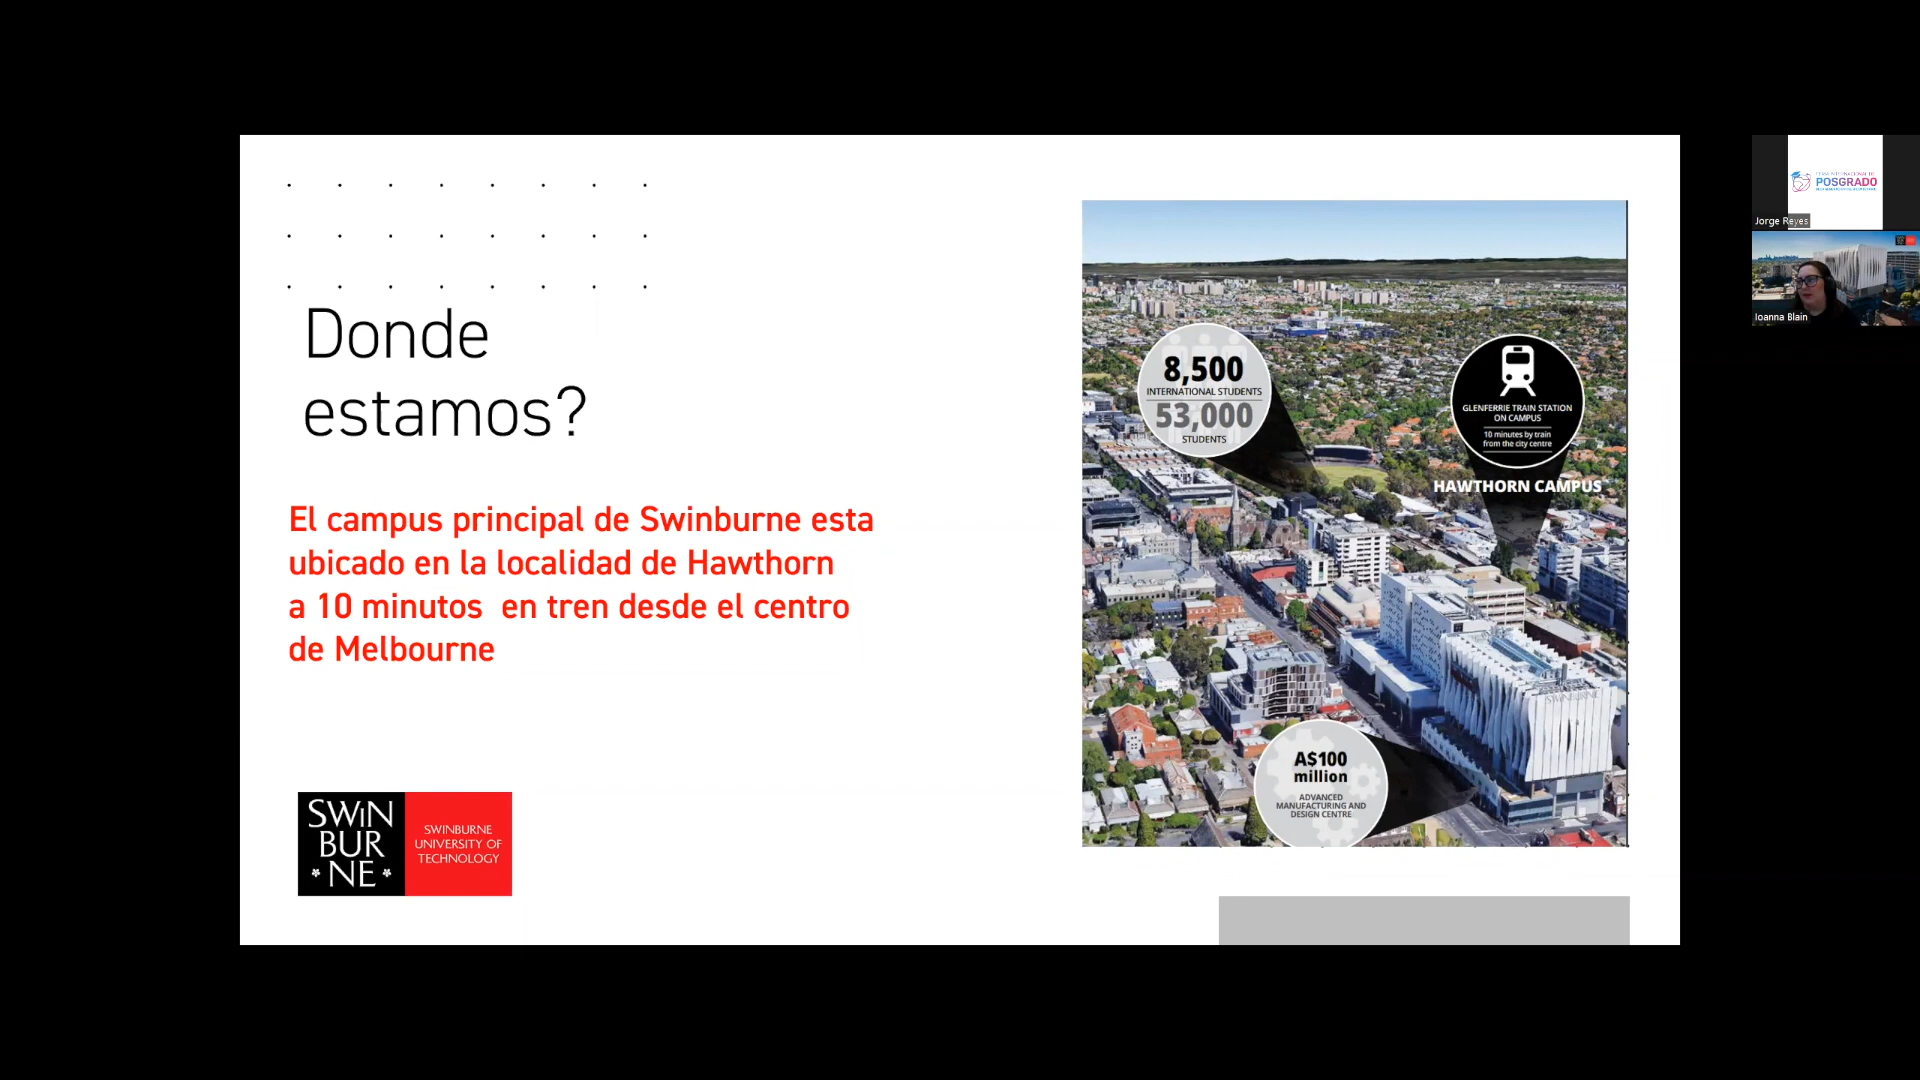 Donde
estamos?
El campus principal de Swinburne esta
ubicado en la localidad de Hawthorn
a 10 minutos  en tren desde el centro
de Melbourne
SWIN
BUR
NE
SWINBURNE
UNIVERSITY OF
TECHNOLOGY
8,500
INTERNATIONAL STUDENTS
53,000
STUDENTS
GLENFERRIE TRAIN STATION
ON CAMPUS
10 minutes by train
from the city centre
HAWTHORN CAMPUS
SWINBURNE
A$100
million
ADVANCED
MANUFACTURING AND
DESIGN CENTRE
POSGRADO
Jorge Reyes
Ioanna Blain